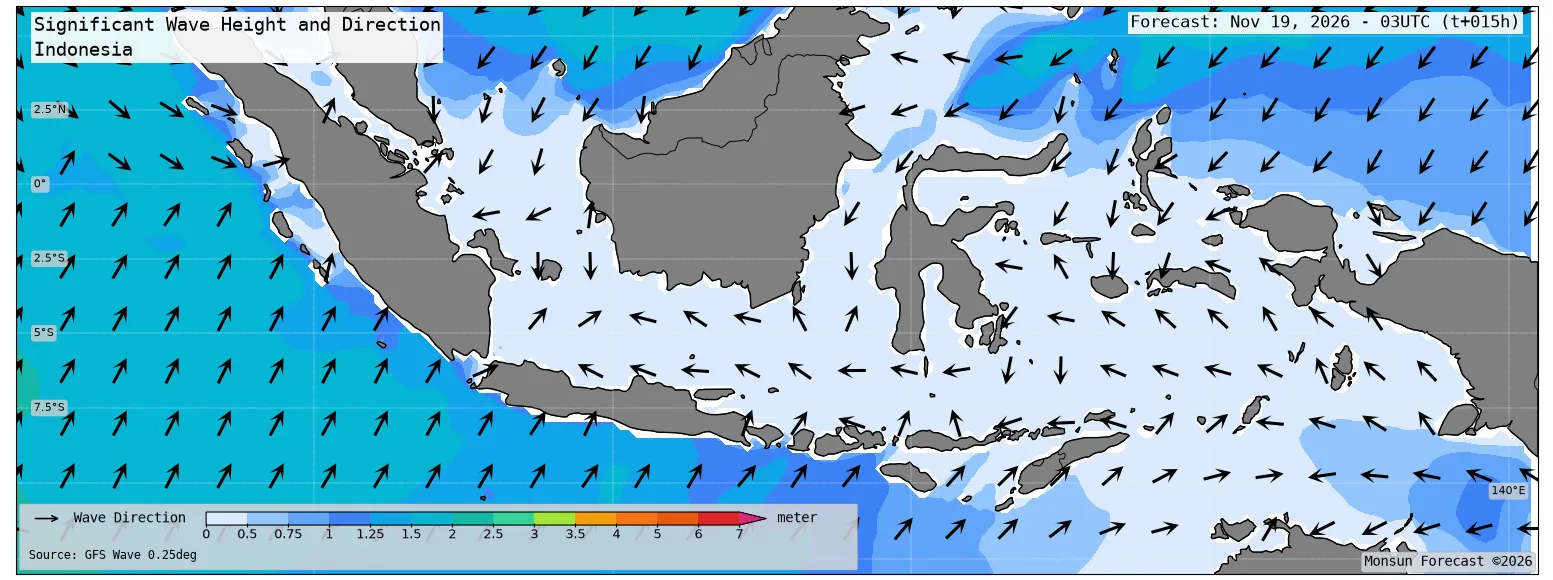 Significant Wave Height and Direction
Indonesia
Forecast: Nov 19, 2026 - 03UTC (t+015h)
2.5°N
0°
2.5°S
5°S
7.5°S
140°E
Wave Direction
0 0.5 0.75 1 1.25 1.5 2 2.5 3 3.5 4 5 6 7
meter
Source: GFS Wave 0.25deg
Monsun Forecast ©2026